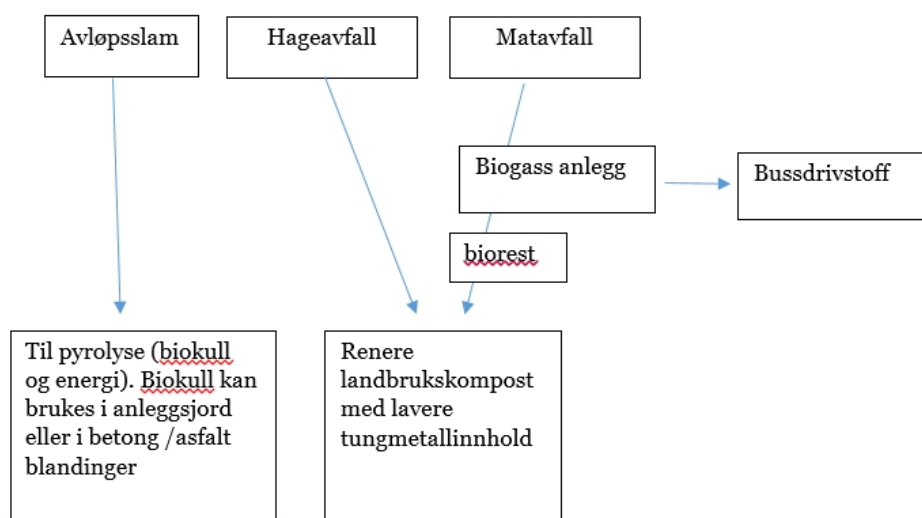 Avløpsslam
Hageavfall
Matavfall
Biogass anlegg
Bussdrivstoff
biorest
Til pyrolyse (biokull
og energi). Biokull kan
brukes i anleggsjord
eller i betong /asfalt
blandinger
Renere
landbrukskompost
med lavere
tungmetallinnhold